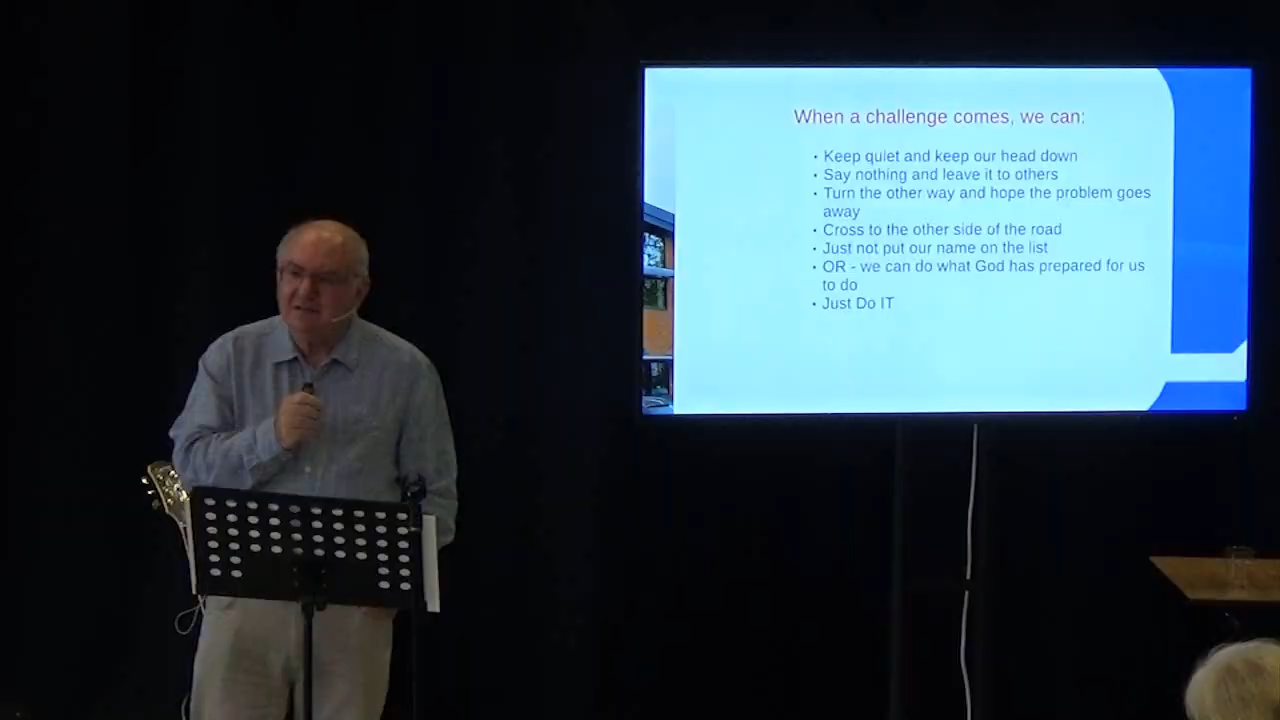 When a challenge comes, we can:
• Keep quiet and keep our head down
• Say nothing and leave it to others
• Turn the other way and hope the problem goes
away
• Cross to the other side of the road
• Just not put our name on the list
• OR - we can do what God has prepared for us
to do
• Just Do IT